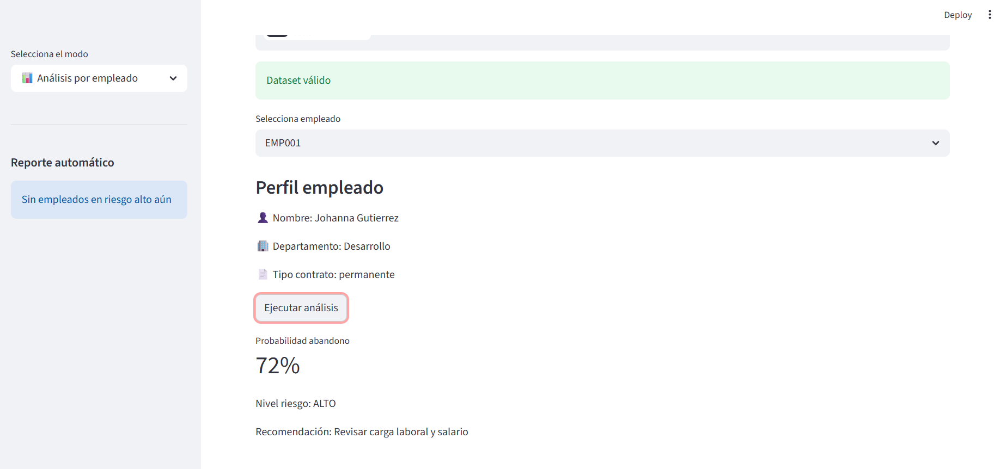 Deploy
Selecciona el modo
Análisis por empleado
Reporte automático
Sin empleados en riesgo alto aún
Dataset válido
Selecciona empleado
EMP001
Perfil empleado
Nombre: Johanna Gutierrez
Departamento: Desarrollo
Tipo contrato: permanente
Ejecutar análisis
Probabilidad abandono
72%
Nivel riesgo: ALTO
Recomendación: Revisar carga laboral y salario